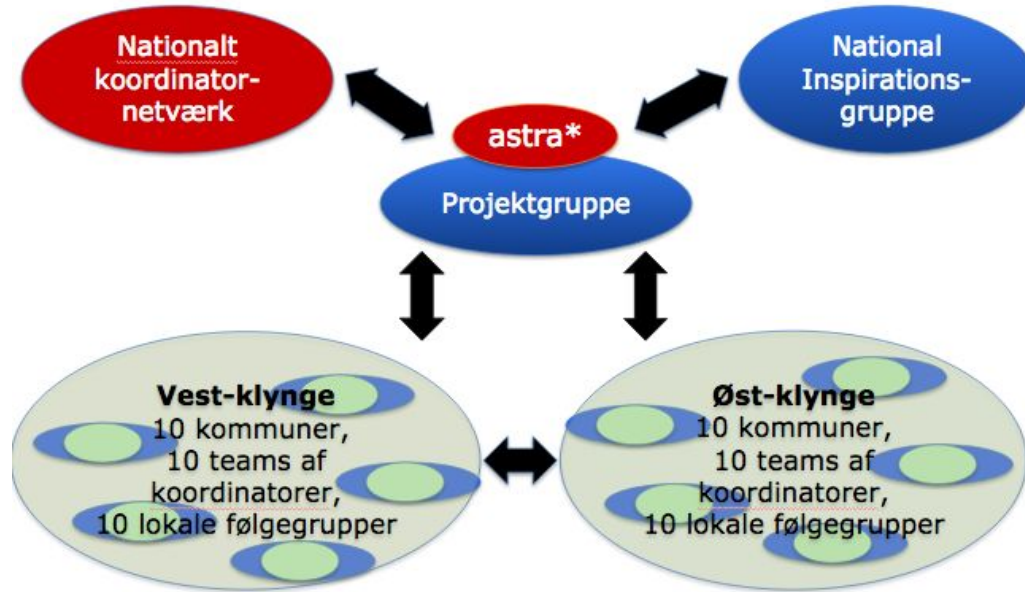 Nationalt
koordinator-
netværk
National
Inspirations-
gruppe
astra*
Projektgruppe
Vest-klynge
10 kommuner,
10 teams af
koordinatorer,
10 lokale følgegrupper
Øst-klynge
10 kommuner,
10 teams af
koordinatorer,
10 lokale følgegrupper